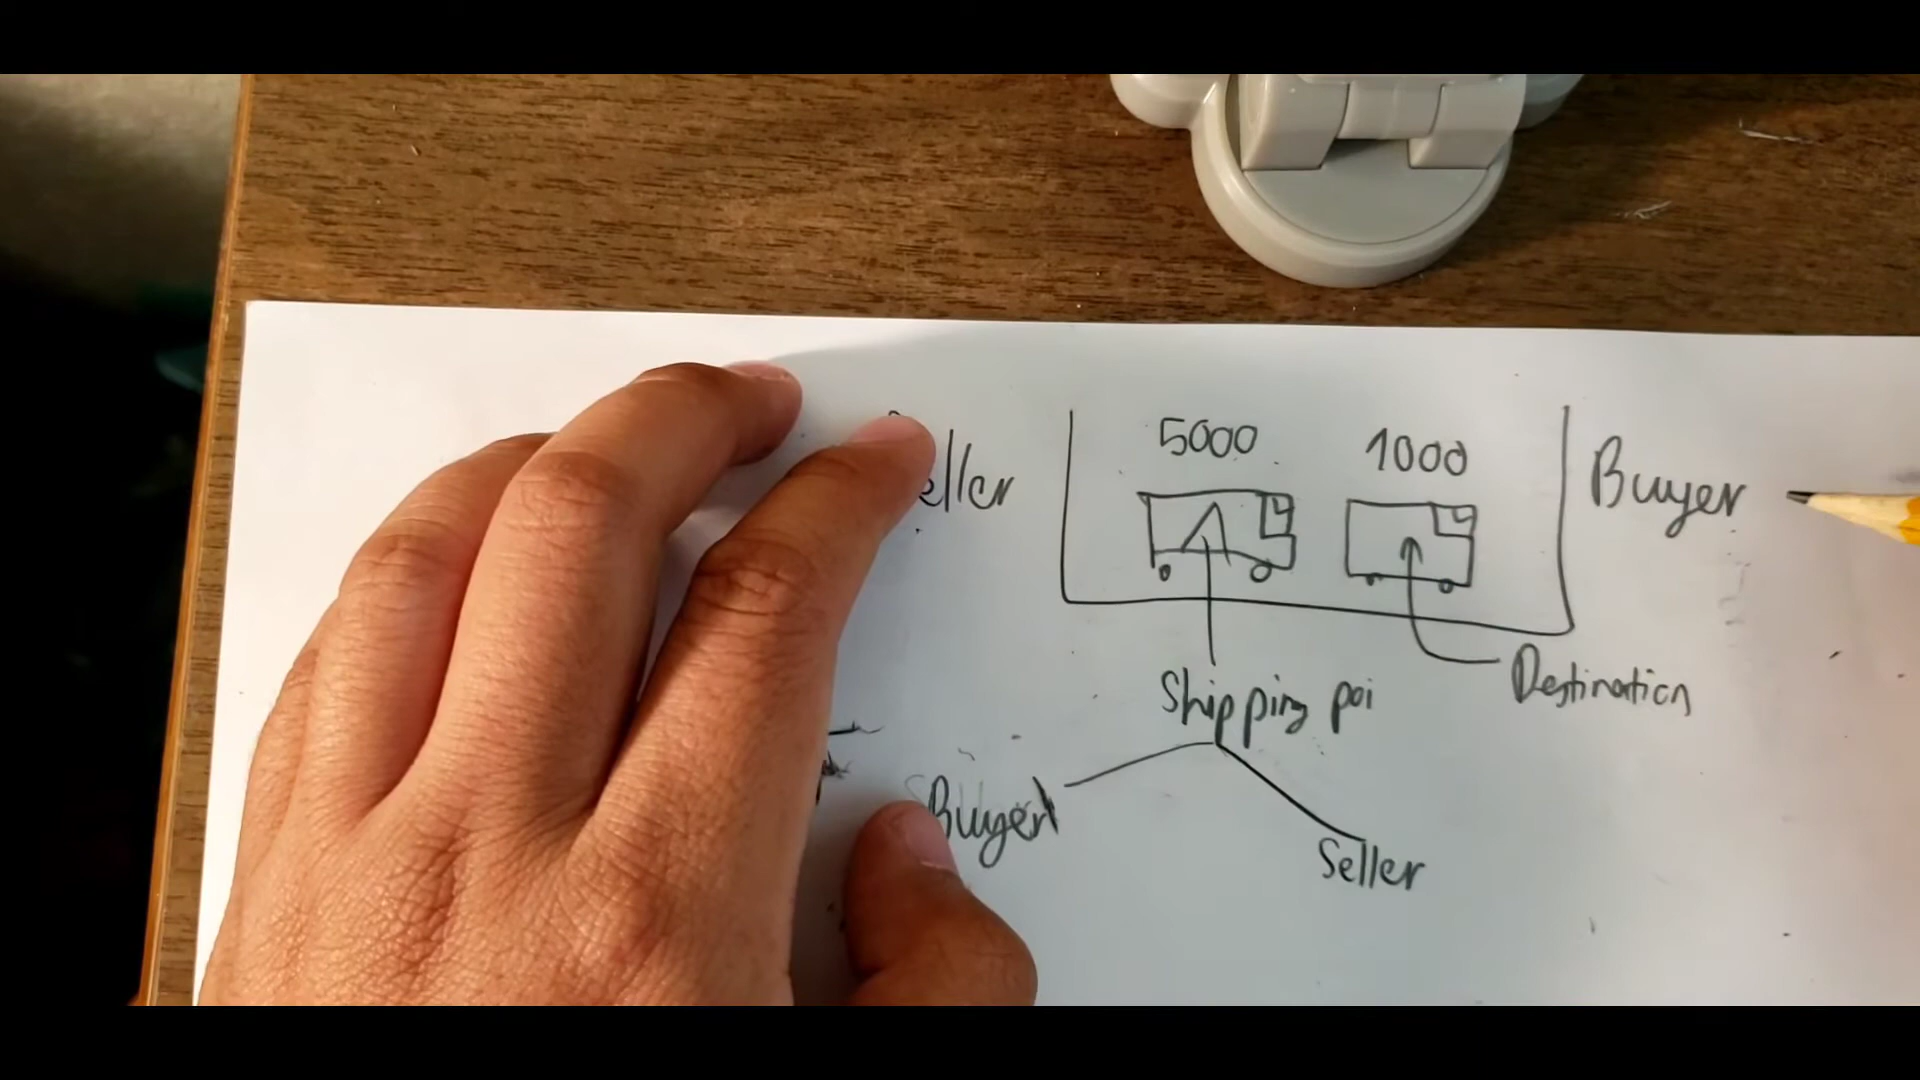 5000 1000
eller Buyer
Shipping poi Destination
Buyer
Seller